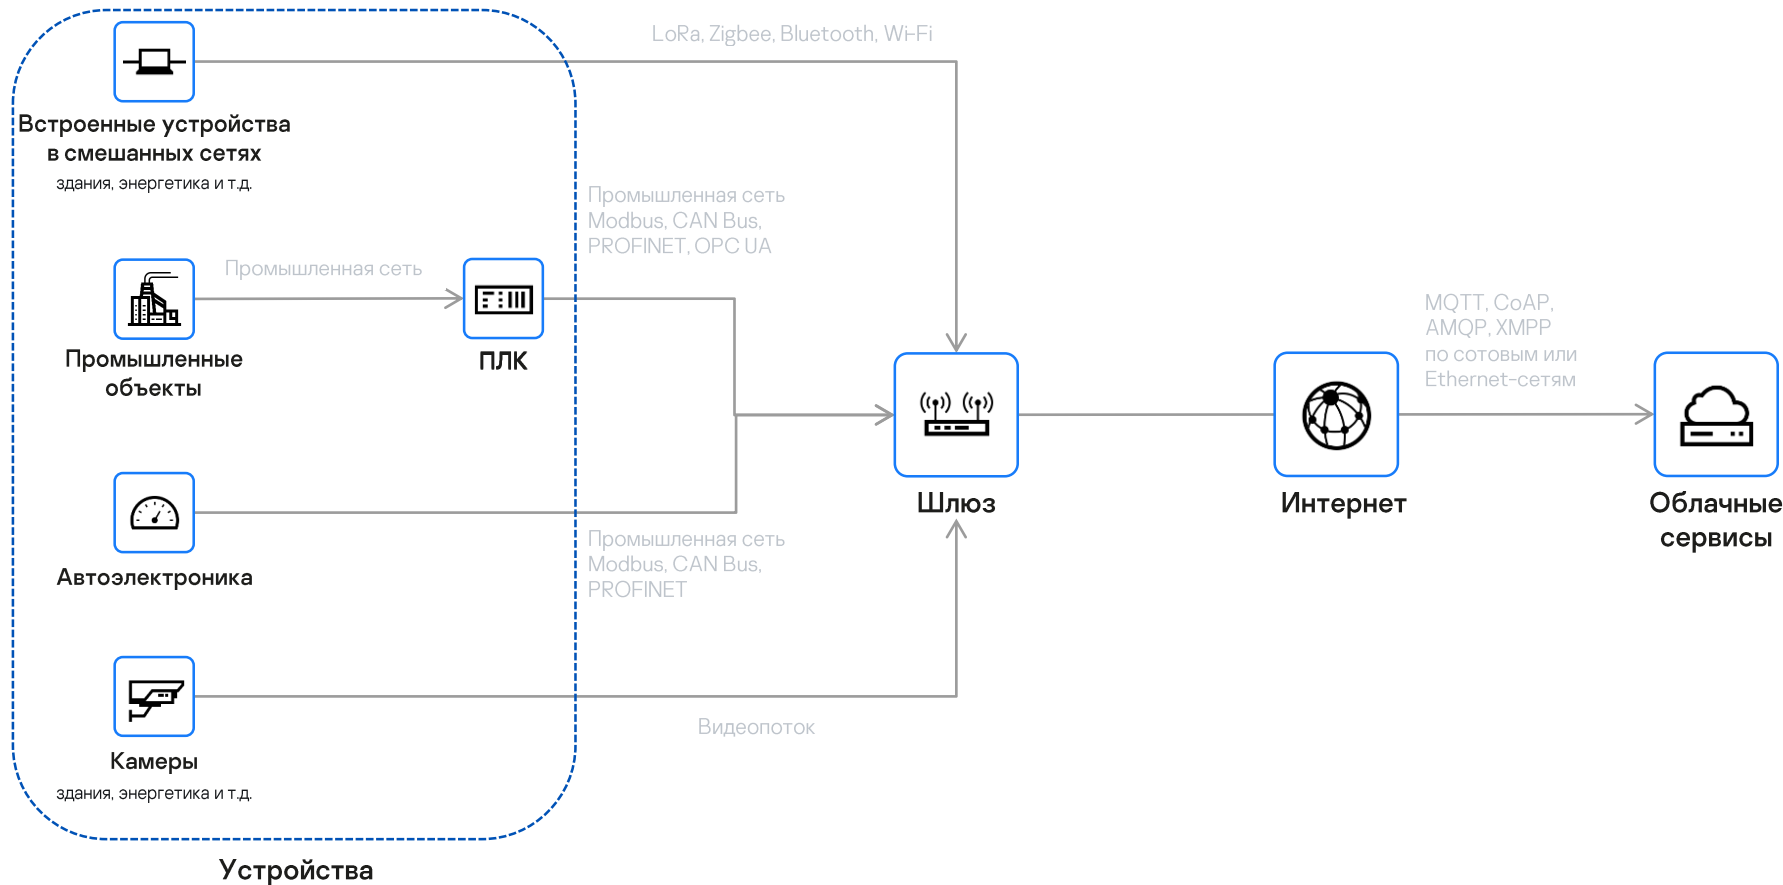 LoRa, Zigbee, Bluetooth, Wi-Fi
Встроенные устройства
в смешанных сетях
здания, энергетика и т.д.
Промышленная сеть
Modbus, CAN Bus,
PROFINET, OPC UA
Промышленная сеть
Промышленные
объекты
ПЛК
MQTT, CoAP,
AMQP, XMPP
по сотовым или
Ethernet-сетям
Шлюз
Интернет
Облачные
сервисы
Автоэлектроника
Промышленная сеть
Modbus, CAN Bus,
PROFINET
Видеопоток
Камеры
здания, энергетика и т.д.
Устройства